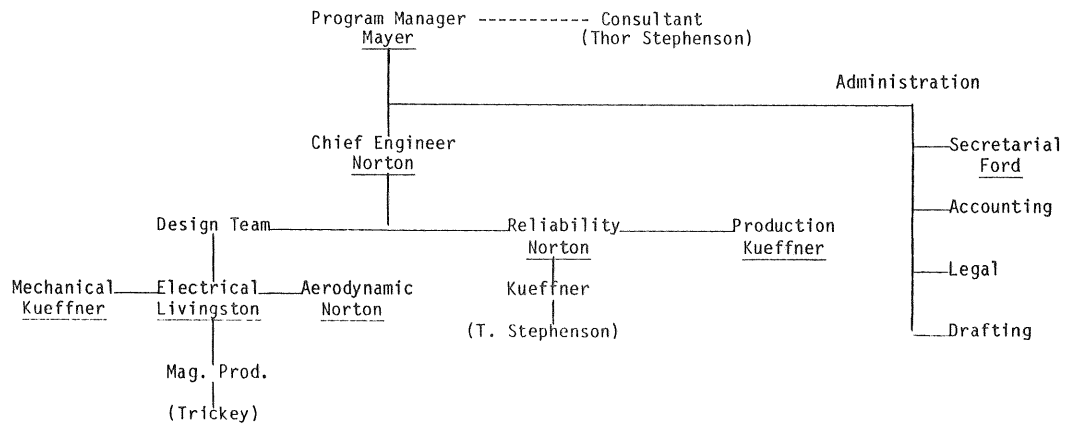 Program Manager ----------- Consultant
Mayer (Thor Stephenson)
Administration
Chief Engineer
Norton
Secretarial
Ford
Accounting
Legal
Drafting
Design Team Reliability Production
Norton Kueffner
Mechanical Electrical Aerodynamic Kueffner
Kueffner Livingston Norton
(T. Stephenson)
Mag. Prod.
(Trickey)